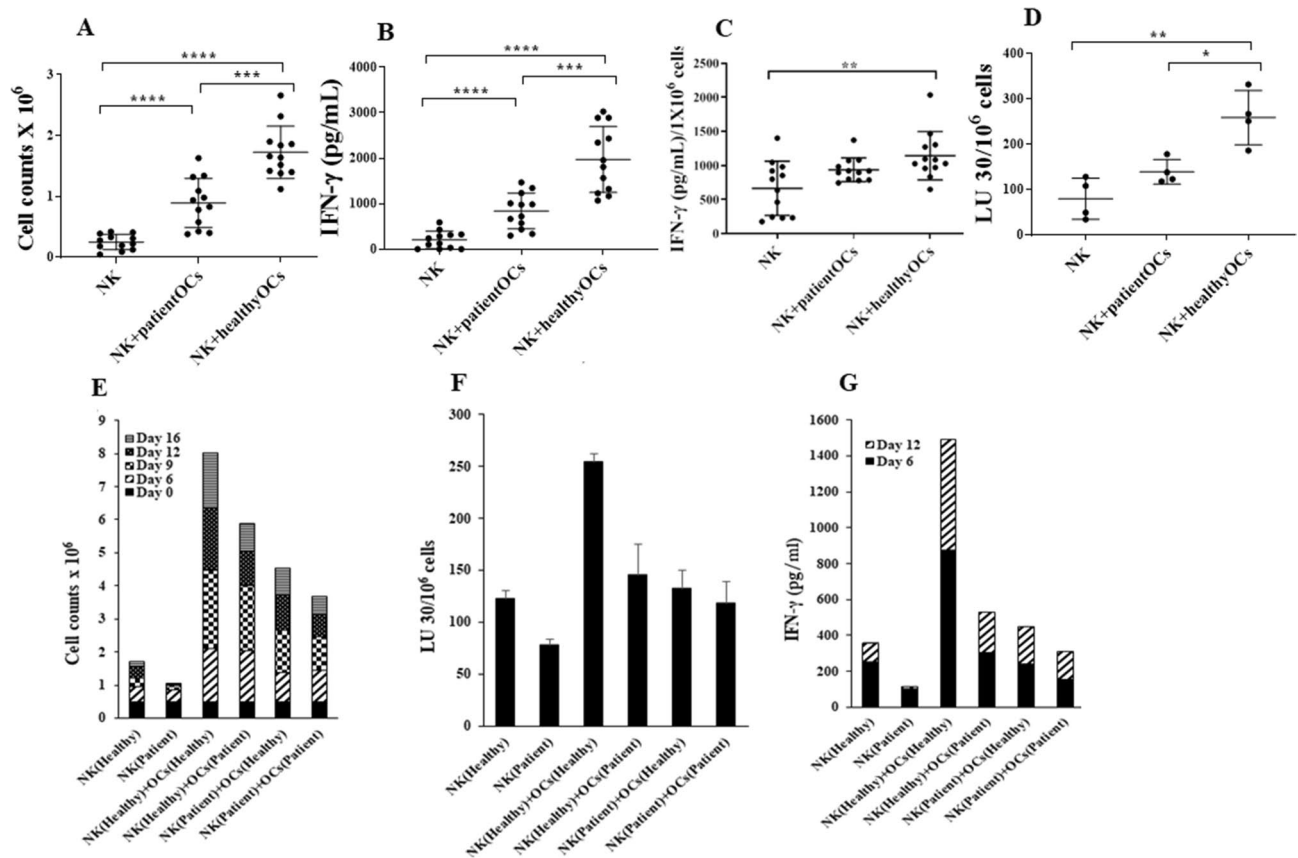 A
****
***
****
Cell counts X 10⁶
3
2
1
0
NK
NK+patientOCs
NK+healthyOCs
B
****
***
****
IFN-γ (pg/mL)
4000
3000
2000
1000
0
NK
NK+patientOCs
NK+healthyOCs
C
**
IFN-γ (pg/mL)/1X10⁶ cells
2500
2000
1500
1000
500
0
NK
NK+patientOCs
NK+healthyOCs
D
**
*
LU 30/10⁶ cells
400
300
200
100
0
NK
NK+patientOCs
NK+healthyOCs
E
Cell counts x 10⁶
9
8
7
6
5
4
3
2
1
0
Day 16
Day 12
Day 9
Day 6
Day 0
NK(Healthy)
NK(Patient)
NK(Healthy)+OCs(Healthy)
NK(Healthy)+OCs(Patient)
NK(Patient)+OCs(Healthy)
NK(Patient)+OCs(Patient)
F
LU 30/10⁶ cells
300
250
200
150
100
50
0
NK(Healthy)
NK(Patient)
NK(Healthy)+OCs(Healthy)
NK(Healthy)+OCs(Patient)
NK(Patient)+OCs(Healthy)
NK(Patient)+OCs(Patient)
G
IFN-γ (pg/ml)
1600
1400
1200
1000
800
600
400
200
0
Day 12
Day 6
NK(Healthy)
NK(Patient)
NK(Healthy)+OCs(Healthy)
NK(Healthy)+OCs(Patient)
NK(Patient)+OCs(Healthy)
NK(Patient)+OCs(Patient)